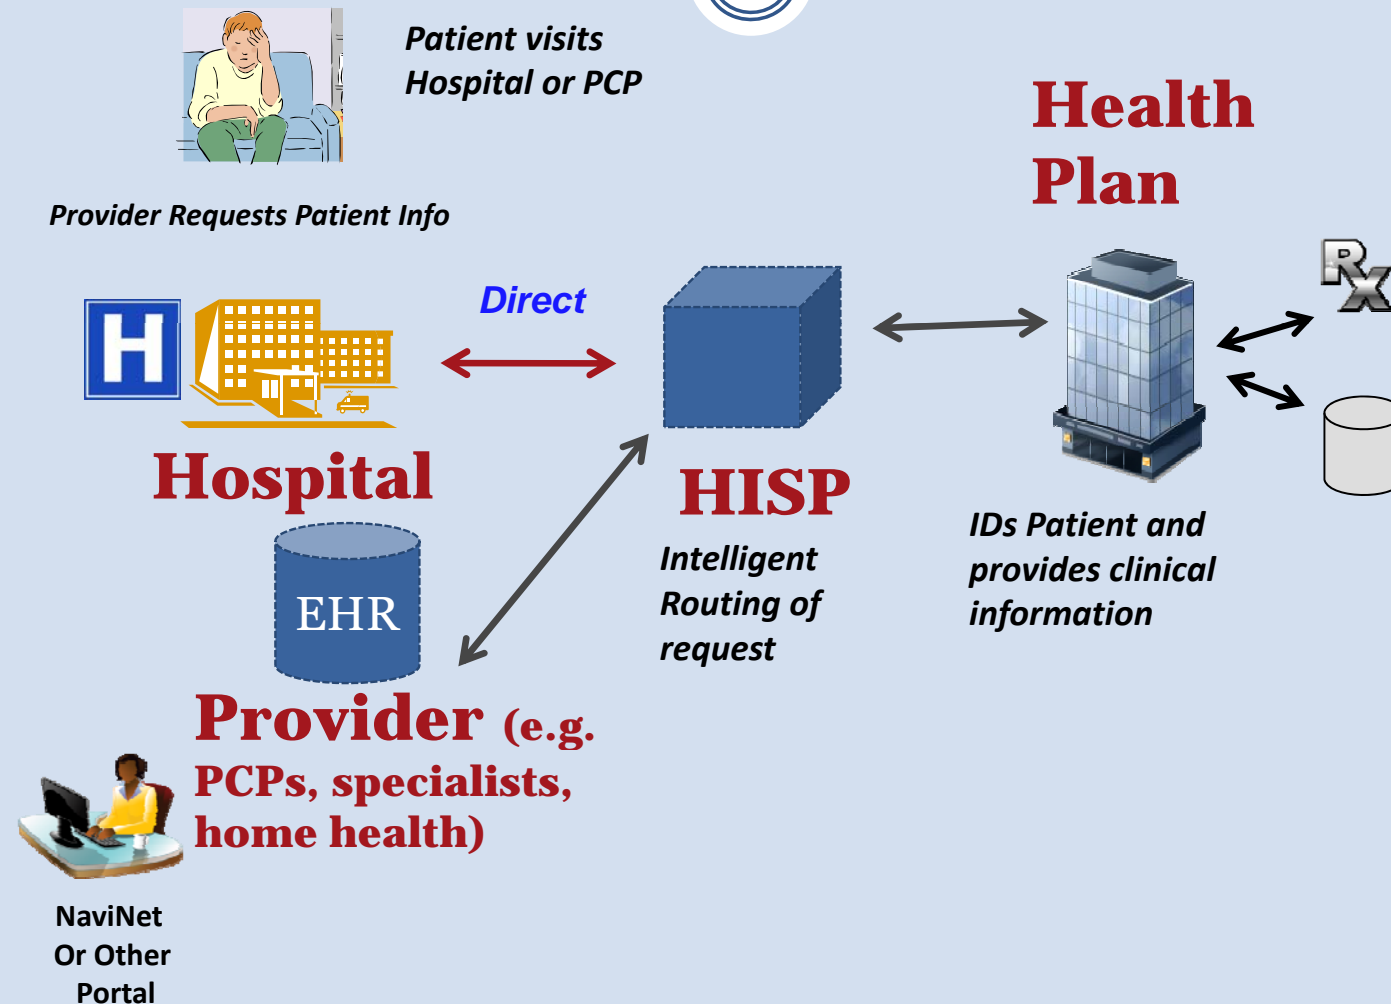 Patient visits
Hospital or PCP
Health
Plan
Provider Requests Patient Info
Rx
Direct
H
Hospital
HISP
Intelligent
Routing of
request
IDs Patient and
provides clinical
information
EHR
Provider (e.g.
PCPs, specialists,
home health)
NaviNet
Or Other
Portal